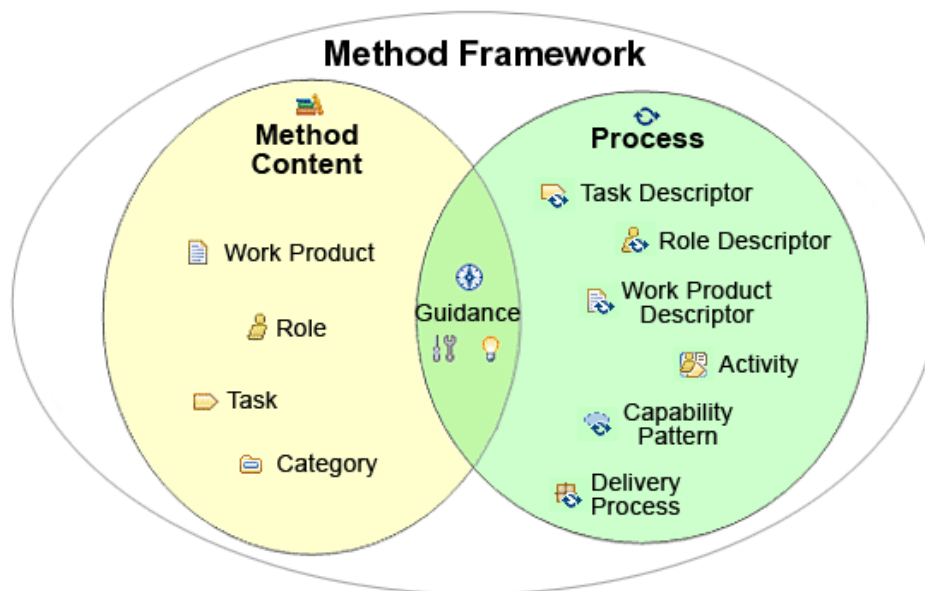 Method Framework
Method
Content
Work Product
Role
Task
Category
Guidance
Process
Task Descriptor
Role Descriptor
Work Product
Descriptor
Activity
Capability
Pattern
Delivery
Process